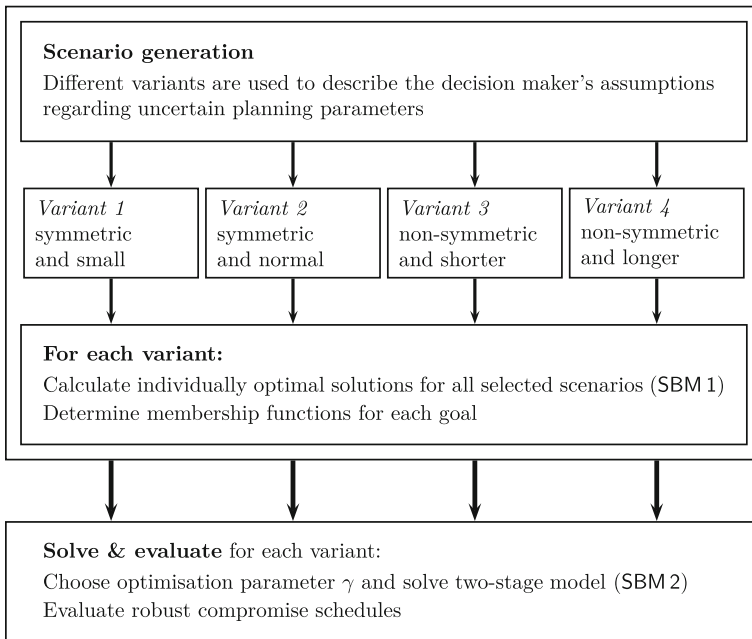 Scenario generation
Different variants are used to describe the decision maker's assumptions
regarding uncertain planning parameters
Variant 1
symmetric
and small
Variant 2
symmetric
and normal
Variant 3
non-symmetric
and shorter
Variant 4
non-symmetric
and longer
For each variant:
Calculate individually optimal solutions for all selected scenarios (SBM 1)
Determine membership functions for each goal
Solve & evaluate for each variant:
Choose optimisation parameter γ and solve two-stage model (SBM 2)
Evaluate robust compromise schedules